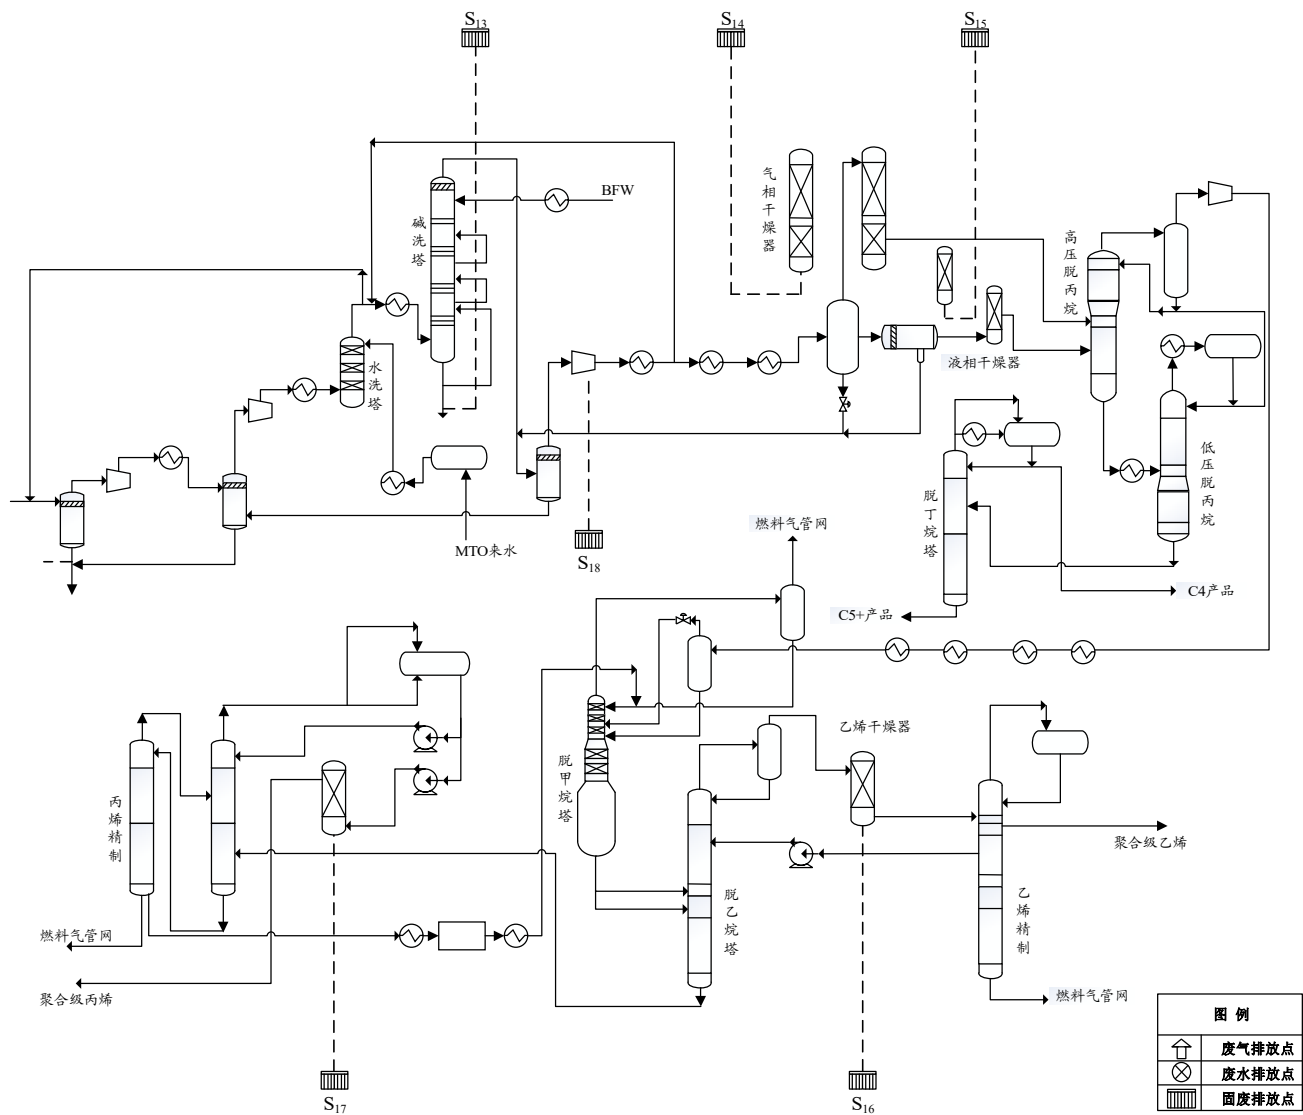 S13
S14
S15
气相干燥器
BFW
碱洗塔
高压脱丙烷
水洗塔
液相干燥器
低压脱丙烷
脱丁烷塔
MTO来水
S18
燃料气管网
C4产品
C5+产品
乙烯干燥器
脱甲烷塔
丙烯精制
聚合级乙烯
脱乙烷塔
乙烯精制
燃料气管网
聚合级丙烯
燃料气管网
S17
S16
图 例
废气排放点
废水排放点
固废排放点